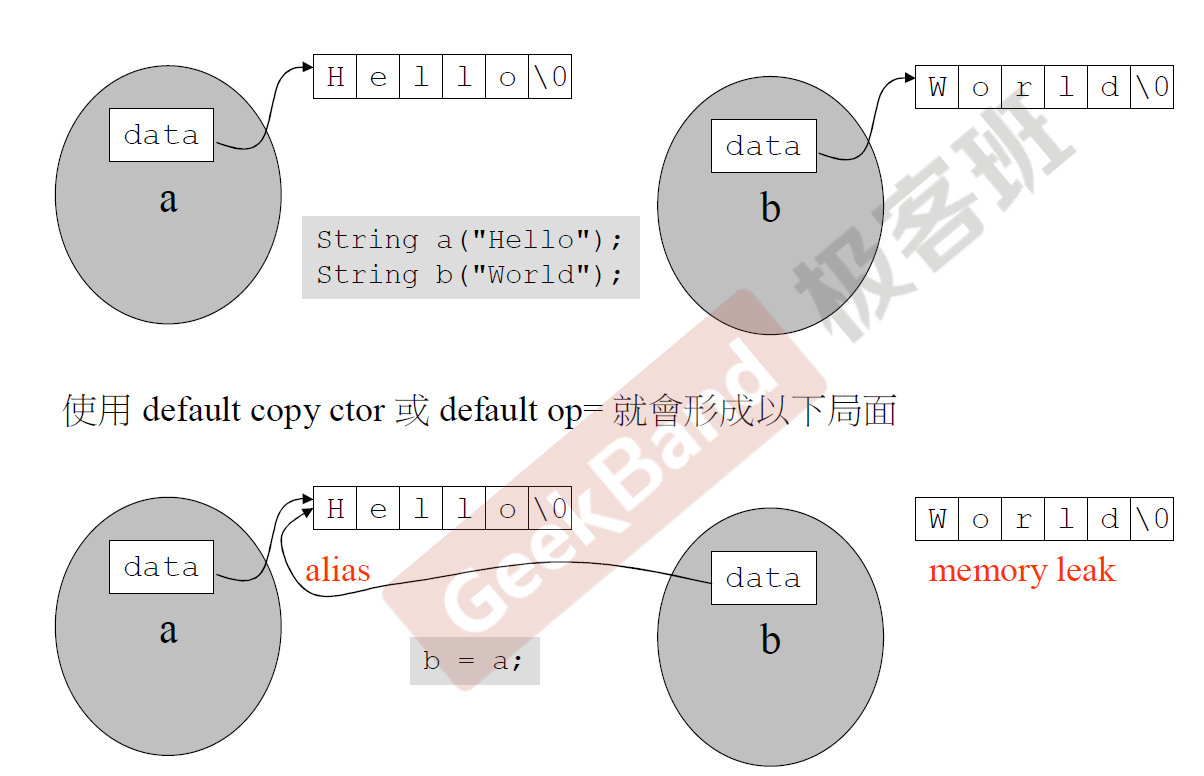 H e l l o \0
data
a
W o r l d \0
data
b
String a("Hello");
String b("World");
极客班
GeekBand
使用 default copy ctor 或 default op= 就會形成以下局面
H e l l o \0
data
alias
a
W o r l d \0
data
memory leak
b
b = a;